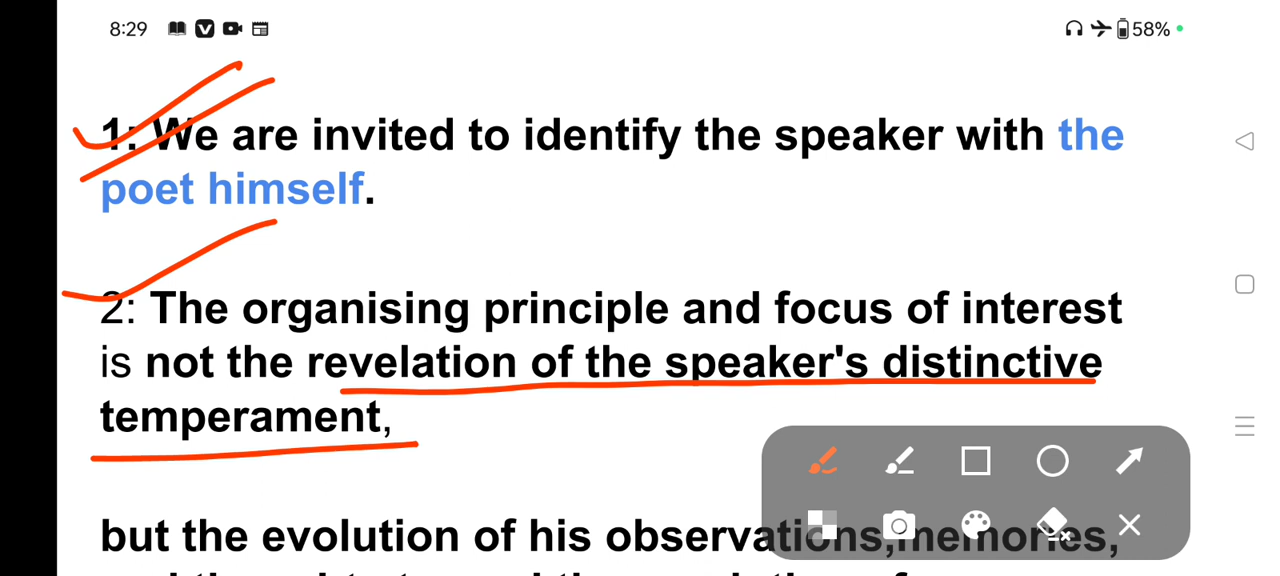 8:29 58%
1: We are invited to identify the speaker with the
poet himself.
2: The organising principle and focus of interest
is not the revelation of the speaker's distinctive
temperament,
but the evolution of his observations,memories,